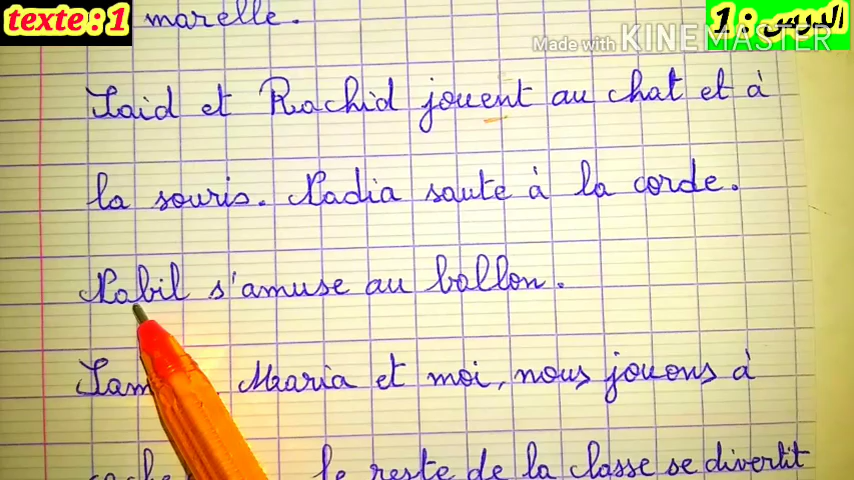 texte : 1
الدرس : 1
Made with KINEMASTER
marelle.
Said et Rachid jouent au chat et à
la souris. Nadia saute à la corde.
Nabil s'amuse au ballon.
Maria et moi, nous jouons à
le reste de la classe se divertit